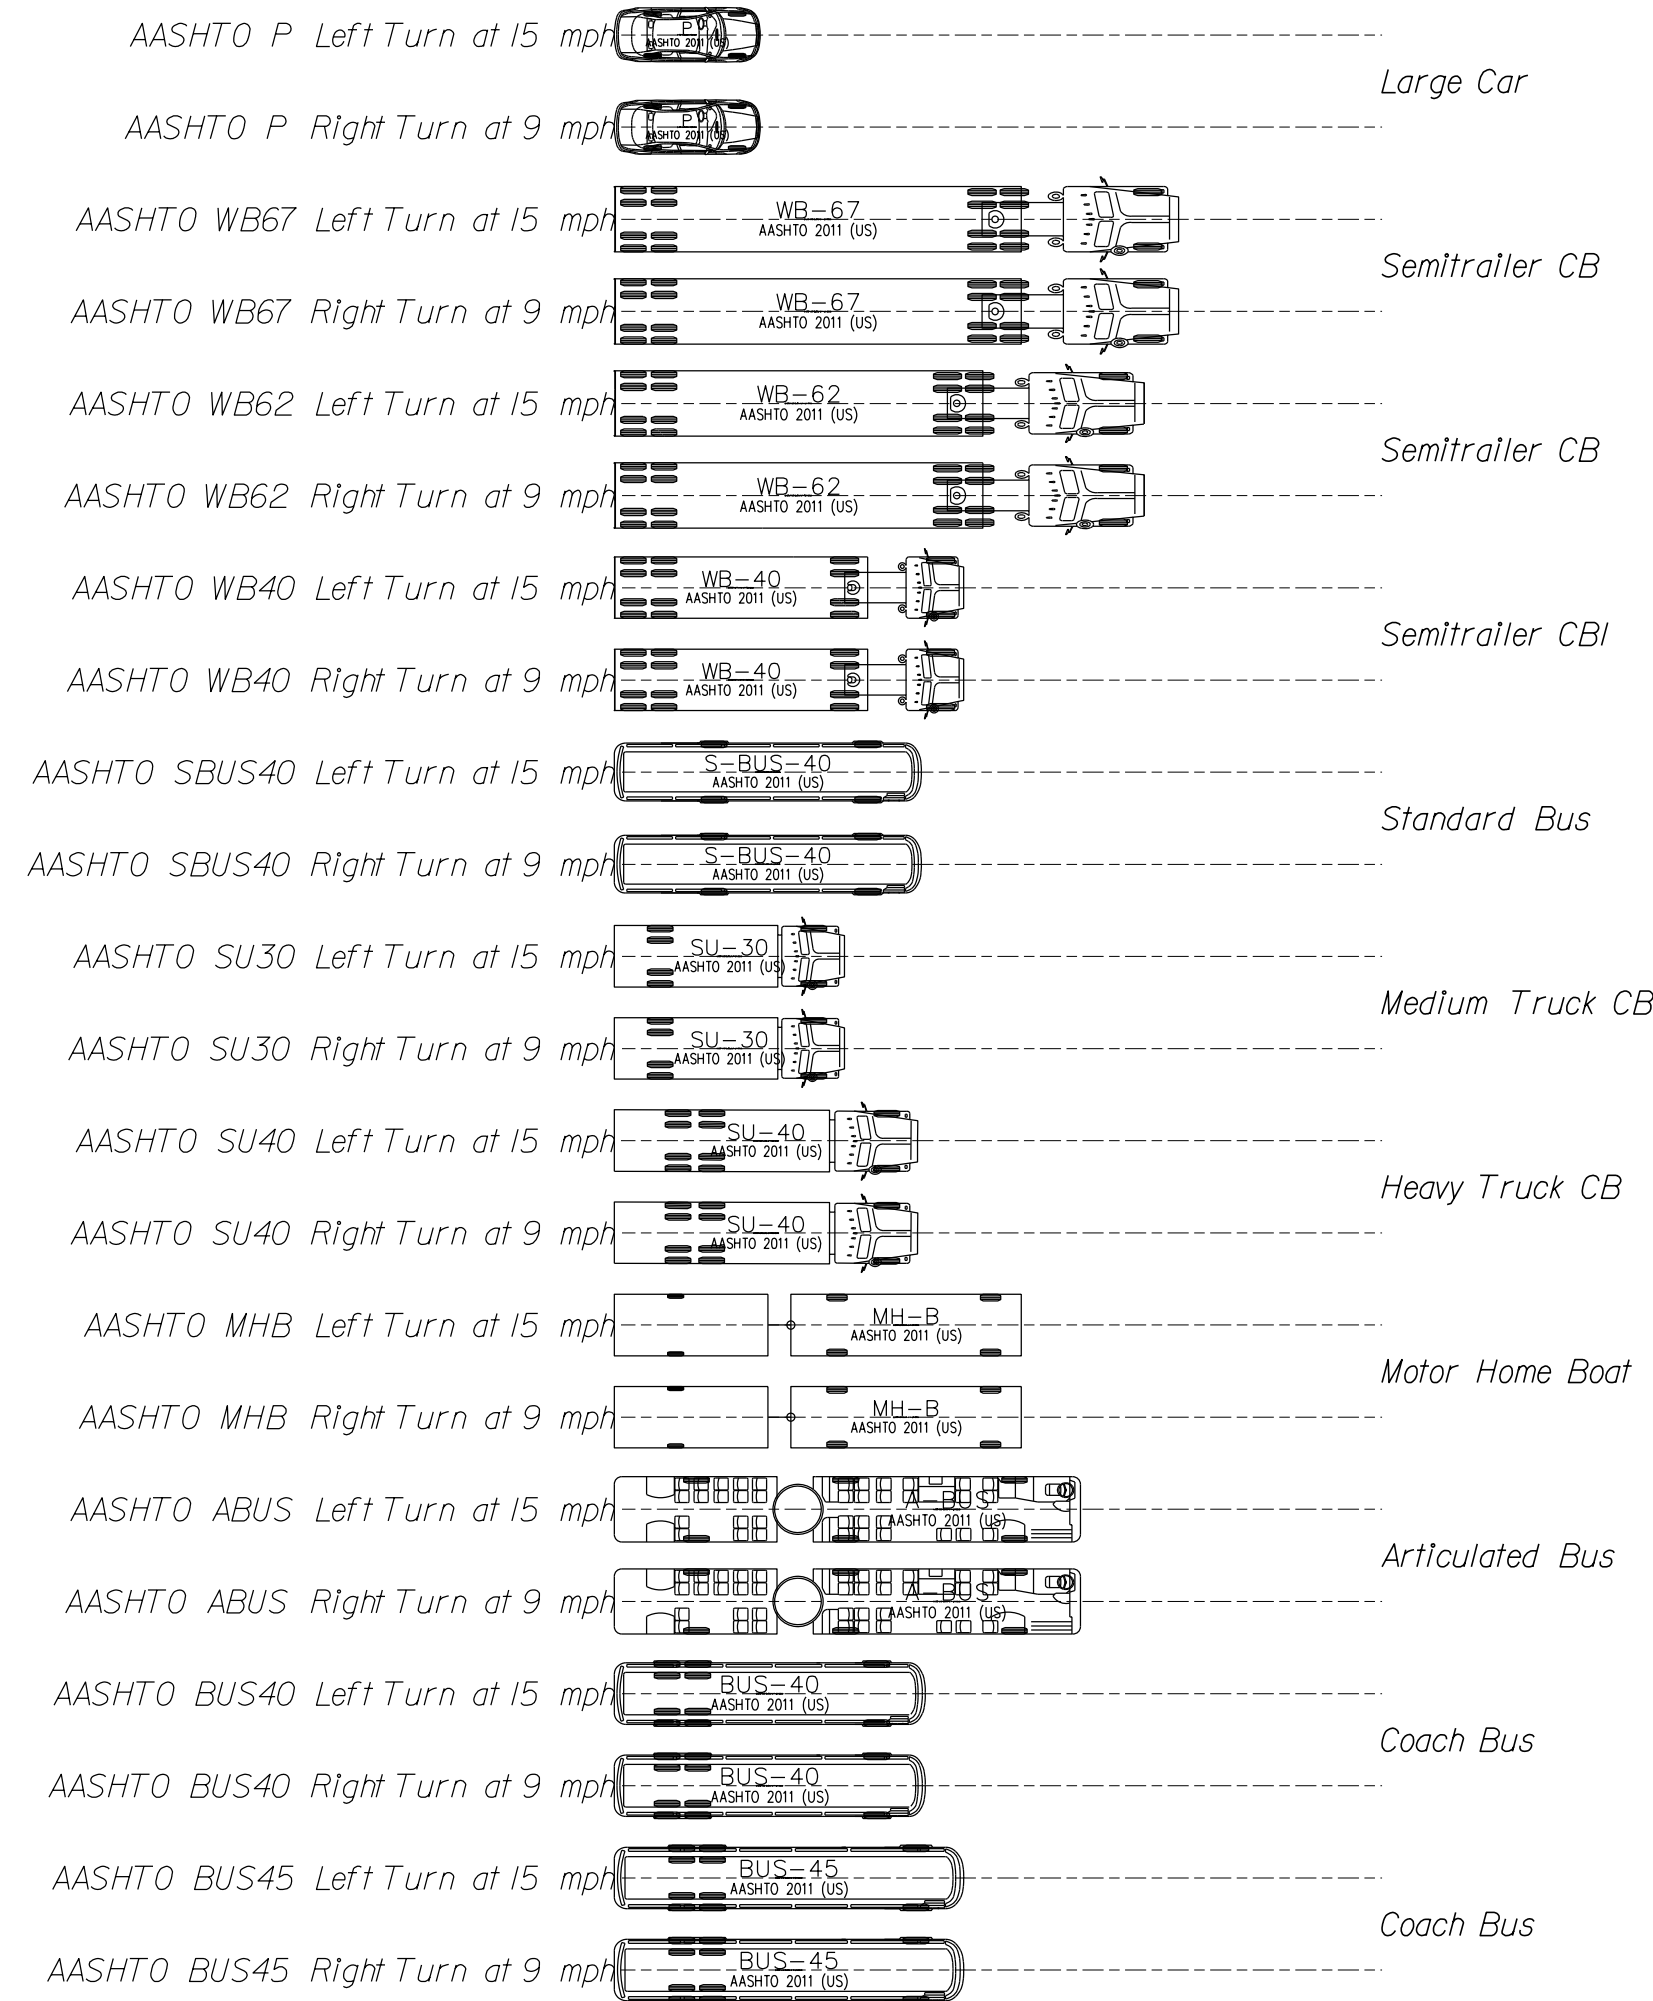 AASHTO P Left Turn at 15 mph
P
AASHTO 2011 (US)
Large Car
AASHTO P Right Turn at 9 mph
P
AASHTO 2011 (US)
AASHTO WB67 Left Turn at 15 mph
WB-67
AASHTO 2011 (US)
Semitrailer CB
AASHTO WB67 Right Turn at 9 mph
WB-67
AASHTO 2011 (US)
AASHTO WB62 Left Turn at 15 mph
WB-62
AASHTO 2011 (US)
Semitrailer CB
AASHTO WB62 Right Turn at 9 mph
WB-62
AASHTO 2011 (US)
AASHTO WB40 Left Turn at 15 mph
WB-40
AASHTO 2011 (US)
Semitrailer CB1
AASHTO WB40 Right Turn at 9 mph
WB-40
AASHTO 2011 (US)
AASHTO SBUS40 Left Turn at 15 mph
S-BUS-40
AASHTO 2011 (US)
Standard Bus
AASHTO SBUS40 Right Turn at 9 mph
S-BUS-40
AASHTO 2011 (US)
AASHTO SU30 Left Turn at 15 mph
SU-30
AASHTO 2011 (US)
Medium Truck CB
AASHTO SU30 Right Turn at 9 mph
SU-30
AASHTO 2011 (US)
AASHTO SU40 Left Turn at 15 mph
SU-40
AASHTO 2011 (US)
Heavy Truck CB
AASHTO SU40 Right Turn at 9 mph
SU-40
AASHTO 2011 (US)
AASHTO MHB Left Turn at 15 mph
MH-B
AASHTO 2011 (US)
Motor Home Boat
AASHTO MHB Right Turn at 9 mph
MH-B
AASHTO 2011 (US)
AASHTO ABUS Left Turn at 15 mph
A-BUS
AASHTO 2011 (US)
Articulated Bus
AASHTO ABUS Right Turn at 9 mph
A-BUS
AASHTO 2011 (US)
AASHTO BUS40 Left Turn at 15 mph
BUS-40
AASHTO 2011 (US)
Coach Bus
AASHTO BUS40 Right Turn at 9 mph
BUS-40
AASHTO 2011 (US)
AASHTO BUS45 Left Turn at 15 mph
BUS-45
AASHTO 2011 (US)
Coach Bus
AASHTO BUS45 Right Turn at 9 mph
BUS-45
AASHTO 2011 (US)